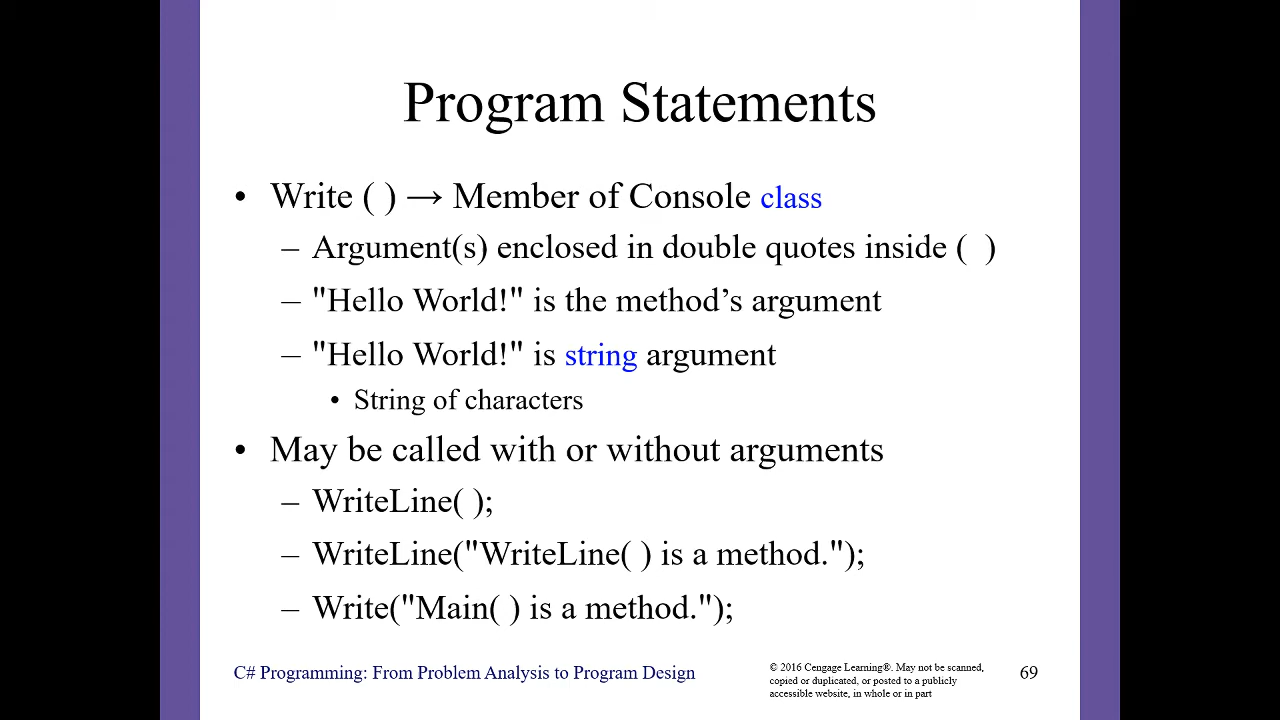 Program Statements
• Write ( ) → Member of Console class
– Argument(s) enclosed in double quotes inside ( )
– "Hello World!" is the method’s argument
– "Hello World!" is string argument
• String of characters
• May be called with or without arguments
– WriteLine( );
– WriteLine("WriteLine( ) is a method.");
– Write("Main( ) is a method.");
C# Programming: From Problem Analysis to Program Design
© 2016 Cengage Learning®. May not be scanned,
copied or duplicated, or posted to a publicly
accessible website, in whole or in part
69